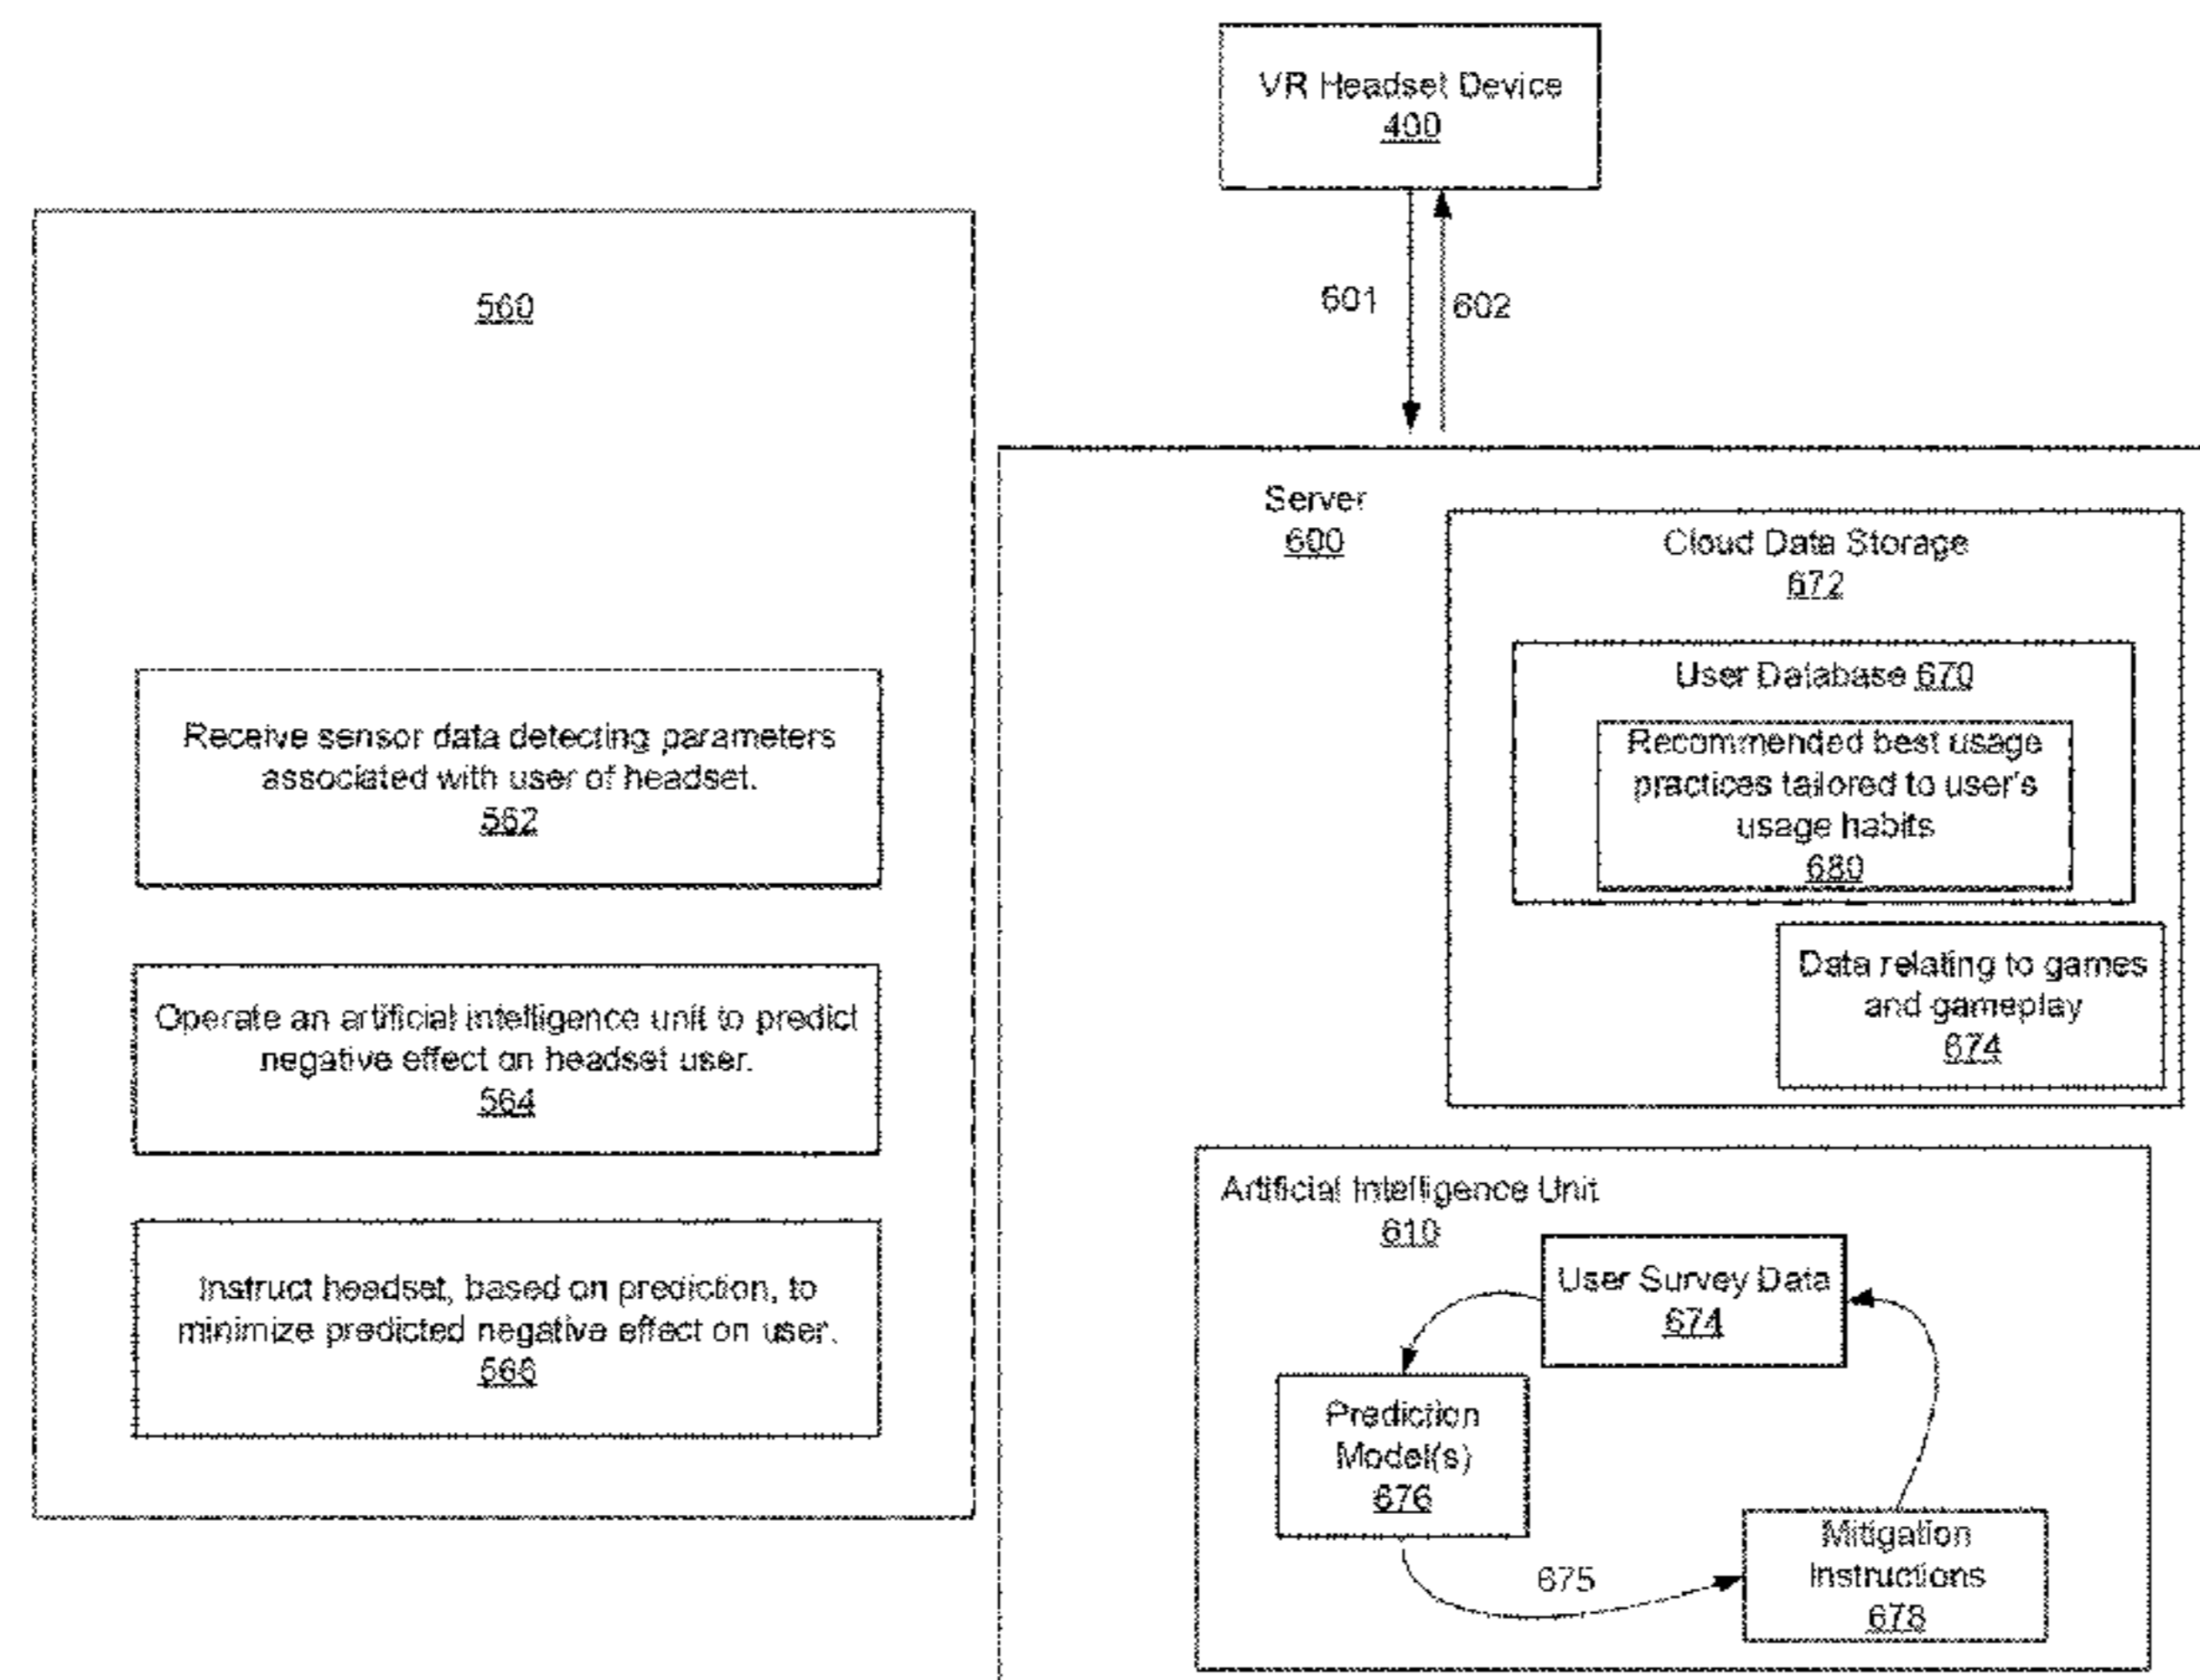 VR Headset Device
400
560
601
602
Server
600
Cloud Data Storage
672
User Database 670
Recommended best usage
practices tailored to user's
usage habits
680
Data relating to games
and gameplay
674
Receive sensor data detecting parameters
associated with user of headset.
562
Operate an artificial intelligence unit to predict
negative effect on headset user.
564
Instruct headset, based on prediction, to
minimize predicted negative effect on user.
566
Artificial Intelligence Unit
610
User Survey Data
674
Prediction
Model(s)
676
675
Mitigation
Instructions
678